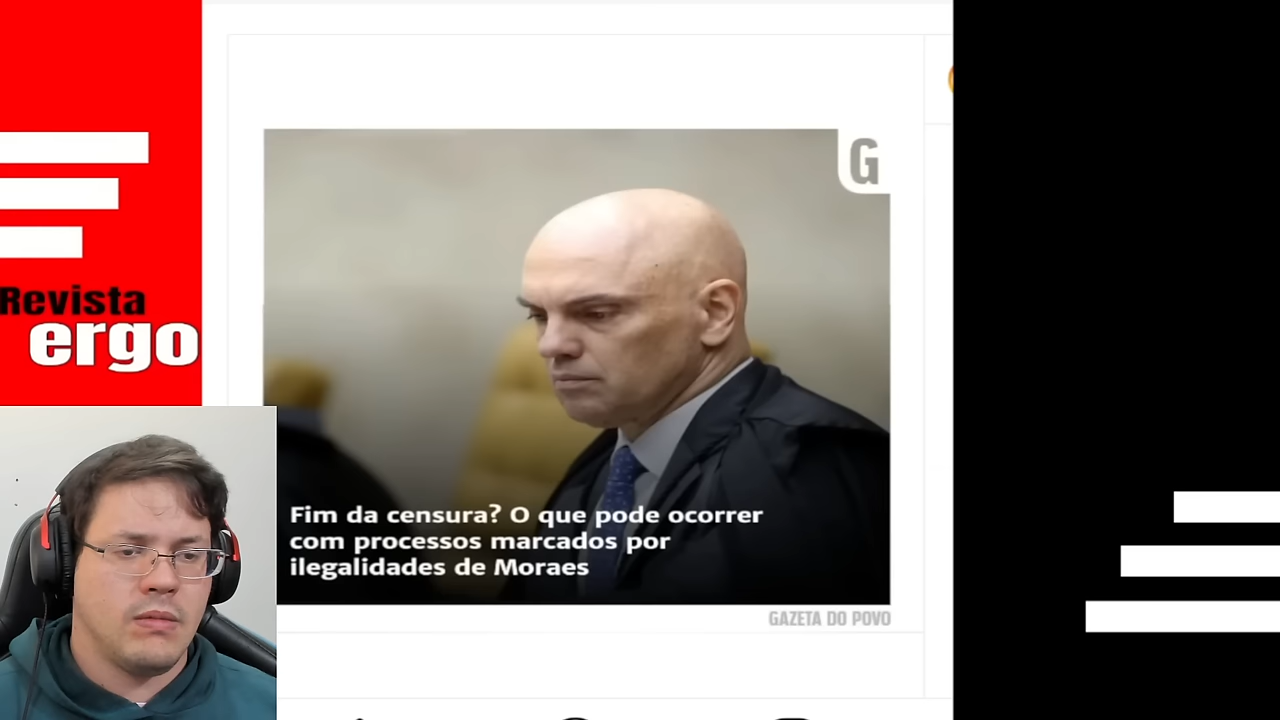 Revista
ergo
G
Fim da censura? O que pode ocorrer
com processos marcados por
ilegalidades de Moraes
GAZETA DO POVO